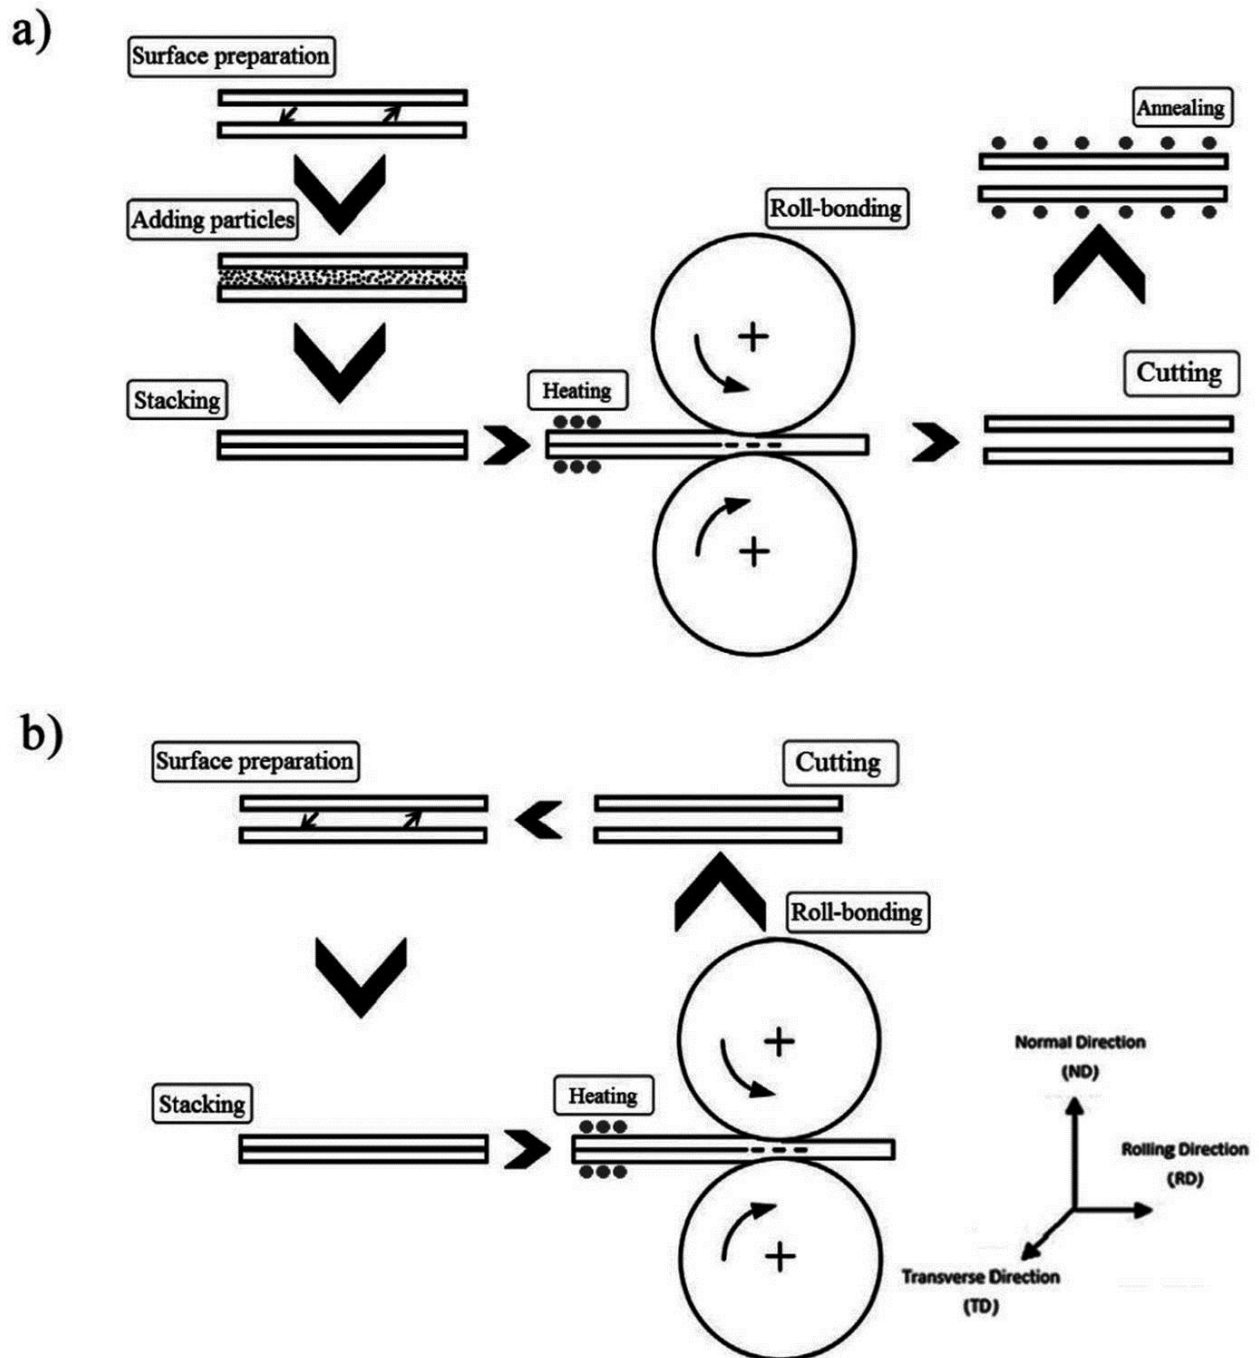 a)
Surface preparation
Annealing
Adding particles
Roll-bonding
Stacking
Heating
Cutting
b)
Surface preparation
Cutting
Roll-bonding
Stacking
Heating
Normal Direction
(ND)
Rolling Direction
(RD)
Transverse Direction
(TD)